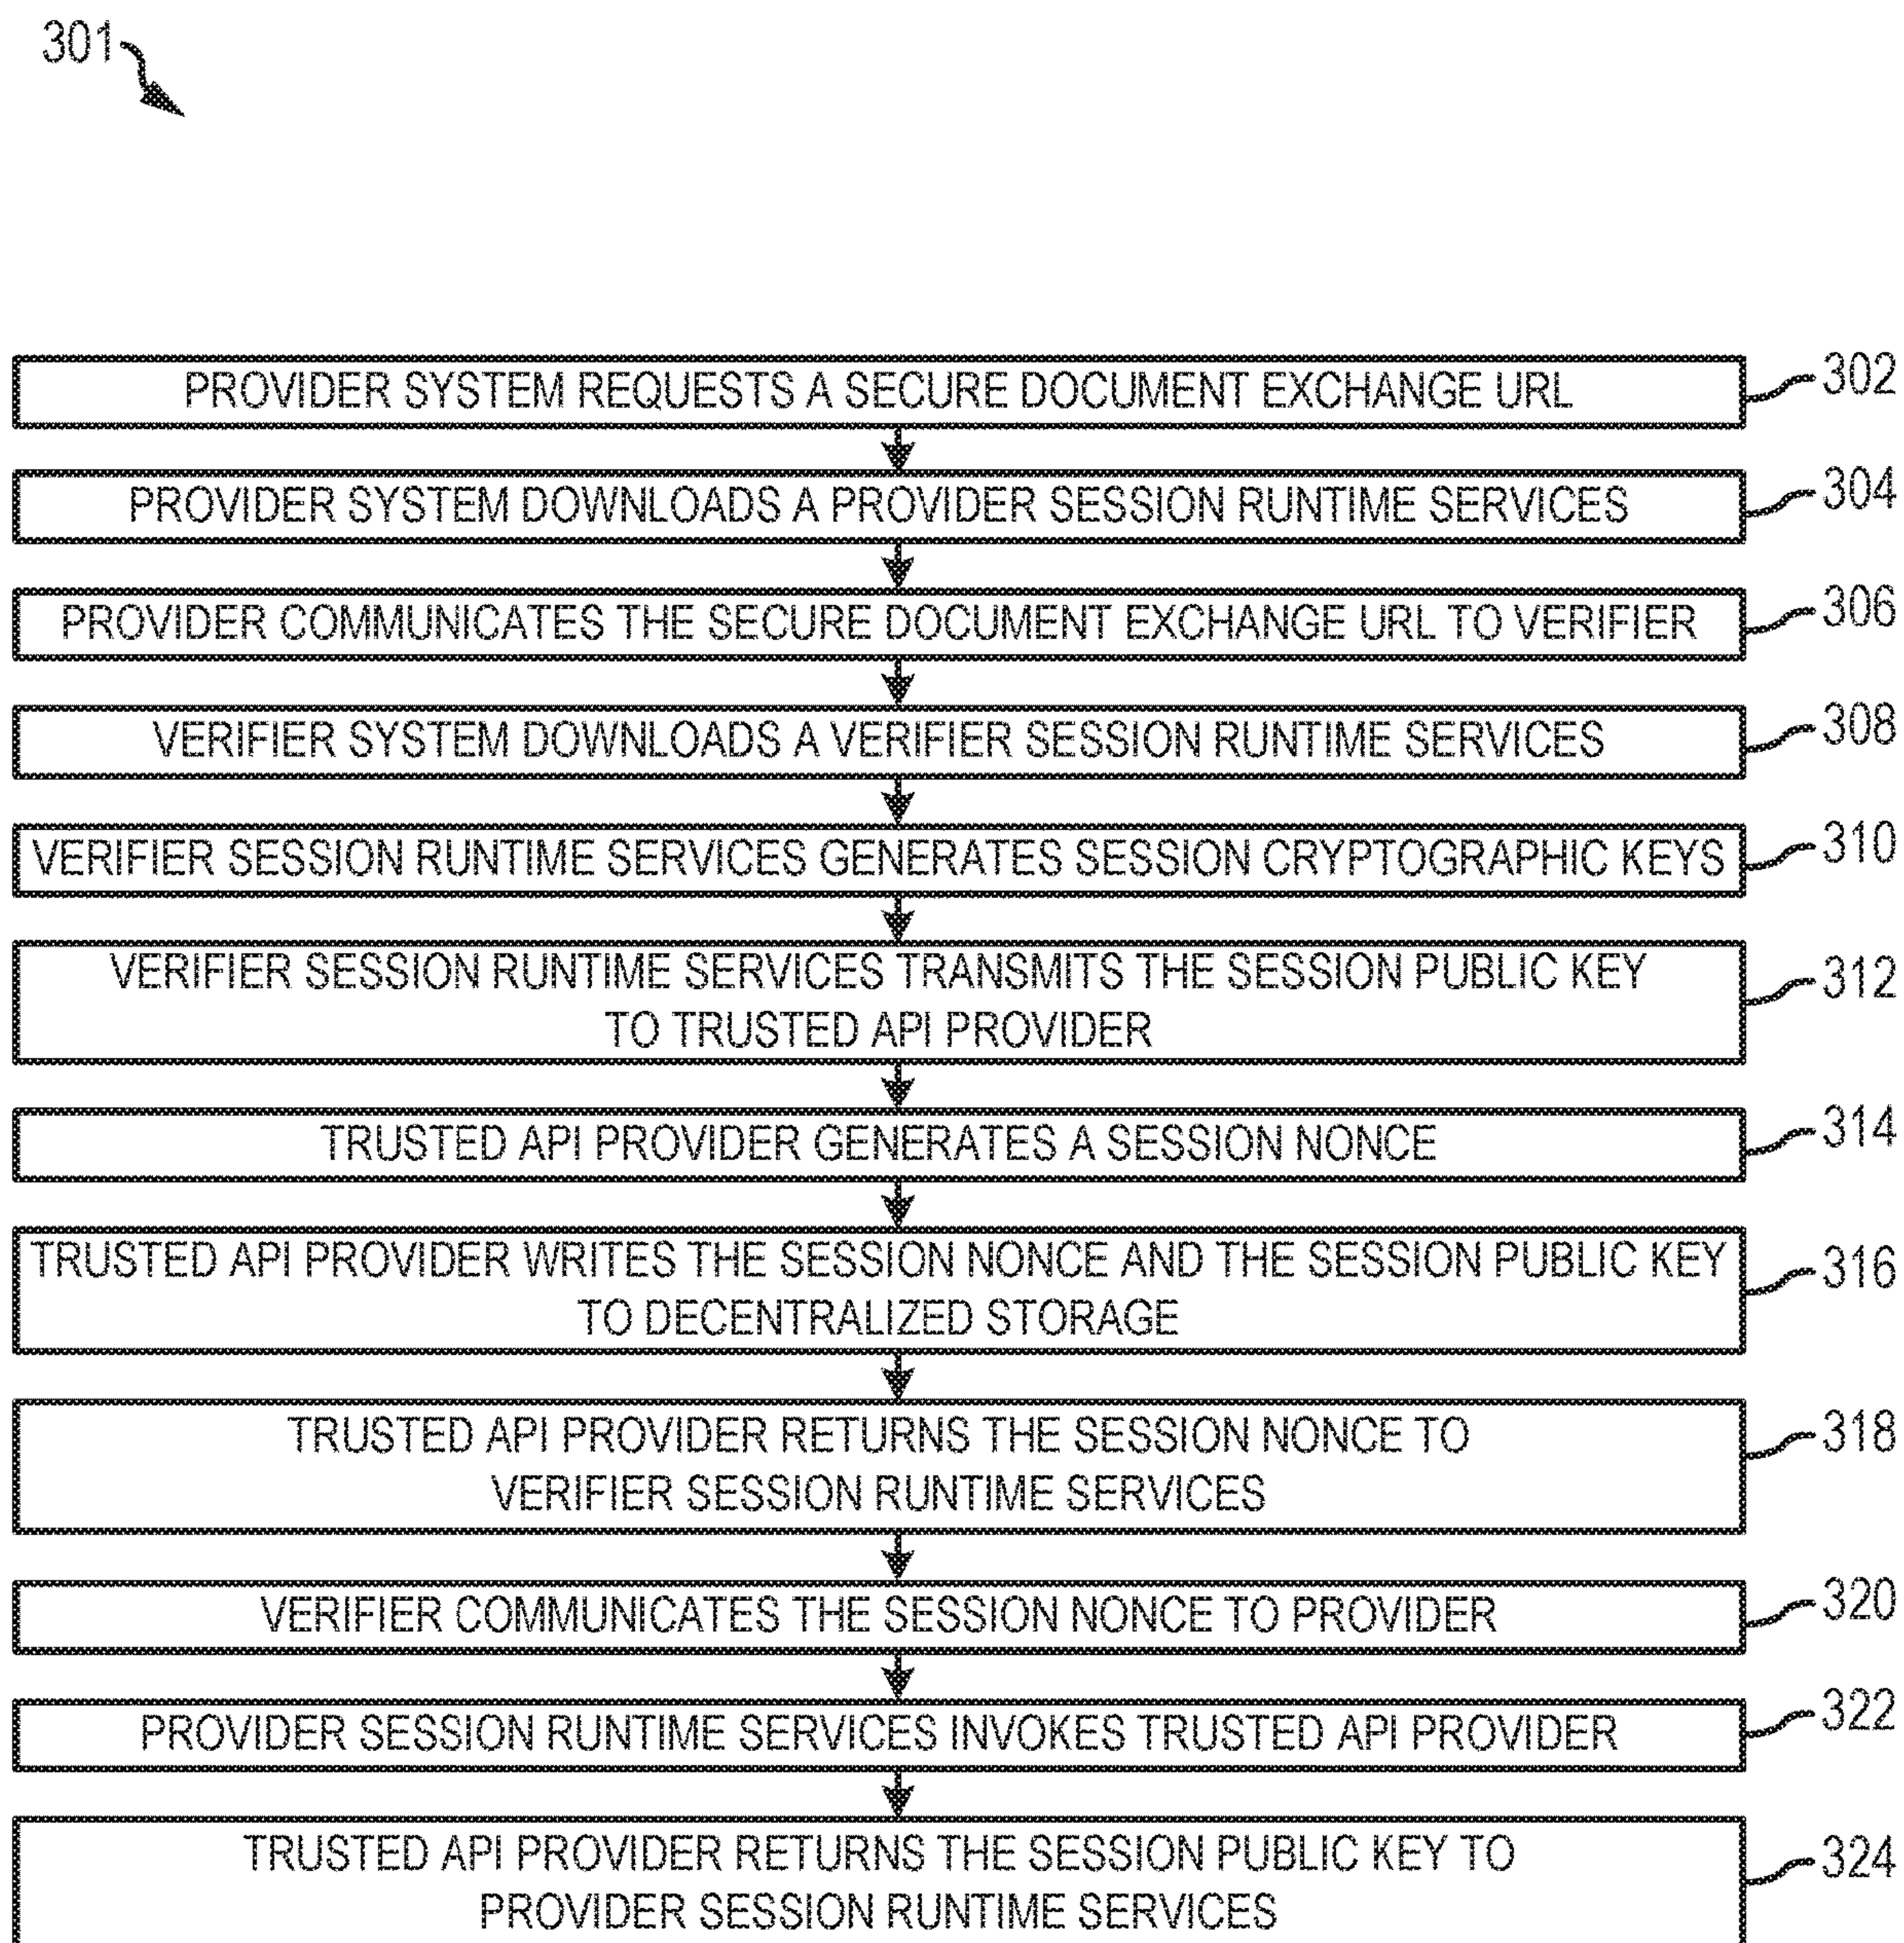 301
PROVIDER SYSTEM REQUESTS A SECURE DOCUMENT EXCHANGE URL
302
PROVIDER SYSTEM DOWNLOADS A PROVIDER SESSION RUNTIME SERVICES
304
PROVIDER COMMUNICATES THE SECURE DOCUMENT EXCHANGE URL TO VERIFIER
306
VERIFIER SYSTEM DOWNLOADS A VERIFIER SESSION RUNTIME SERVICES
308
VERIFIER SESSION RUNTIME SERVICES GENERATES SESSION CRYPTOGRAPHIC KEYS
310
VERIFIER SESSION RUNTIME SERVICES TRANSMITS THE SESSION PUBLIC KEY
TO TRUSTED API PROVIDER
312
TRUSTED API PROVIDER GENERATES A SESSION NONCE
314
TRUSTED API PROVIDER WRITES THE SESSION NONCE AND THE SESSION PUBLIC KEY
TO DECENTRALIZED STORAGE
316
TRUSTED API PROVIDER RETURNS THE SESSION NONCE TO
VERIFIER SESSION RUNTIME SERVICES
318
VERIFIER COMMUNICATES THE SESSION NONCE TO PROVIDER
320
PROVIDER SESSION RUNTIME SERVICES INVOKES TRUSTED API PROVIDER
322
TRUSTED API PROVIDER RETURNS THE SESSION PUBLIC KEY TO
PROVIDER SESSION RUNTIME SERVICES
324